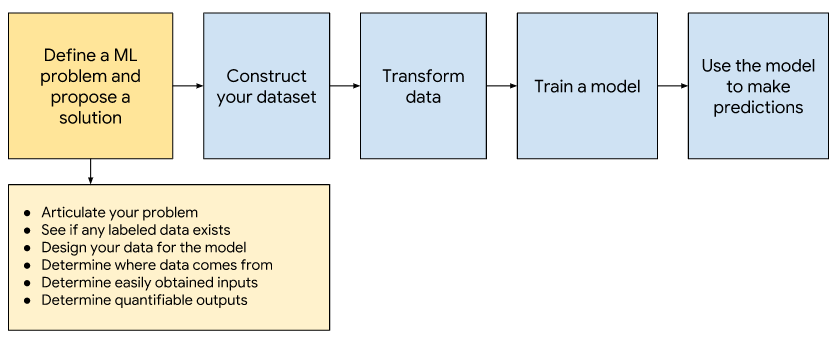 Define a ML
problem and
propose a
solution
Construct
your dataset
Transform
data
Train a model
Use the model
to make
predictions
● Articulate your problem
● See if any labeled data exists
● Design your data for the model
● Determine where data comes from
● Determine easily obtained inputs
● Determine quantifiable outputs